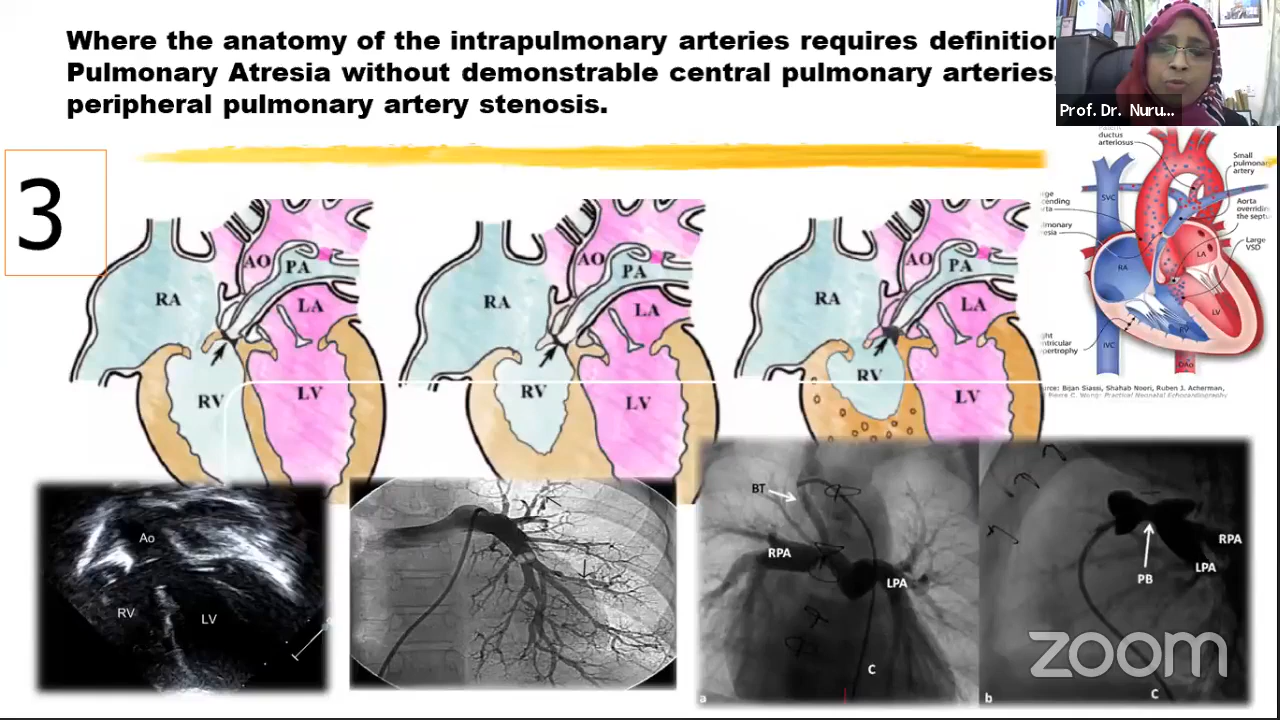 Where the anatomy of the intrapulmonary arteries requires definition
Pulmonary Atresia without demonstrable central pulmonary arteries,
peripheral pulmonary artery stenosis.
Prof. Dr. Nuru...
3
ductus
arteriosus
Small
pulmonary
artery
Aorta
overridin
the sept
Large
VSD
SVC
RA
LA
LV
RV
IVC
DAo
Bijan Siassi, Shahab Noori, Ruben J. Acherman,
Practical Neonatal Echocardiography
RA
AO
PA
LA
RV
LV
RA
AO
PA
LA
RV
LV
RA
AO
PA
LA
RV
LV
Ao
RV
LV
BT
RPA
LPA
C
a
RPA
LPA
PB
C
b
zoom